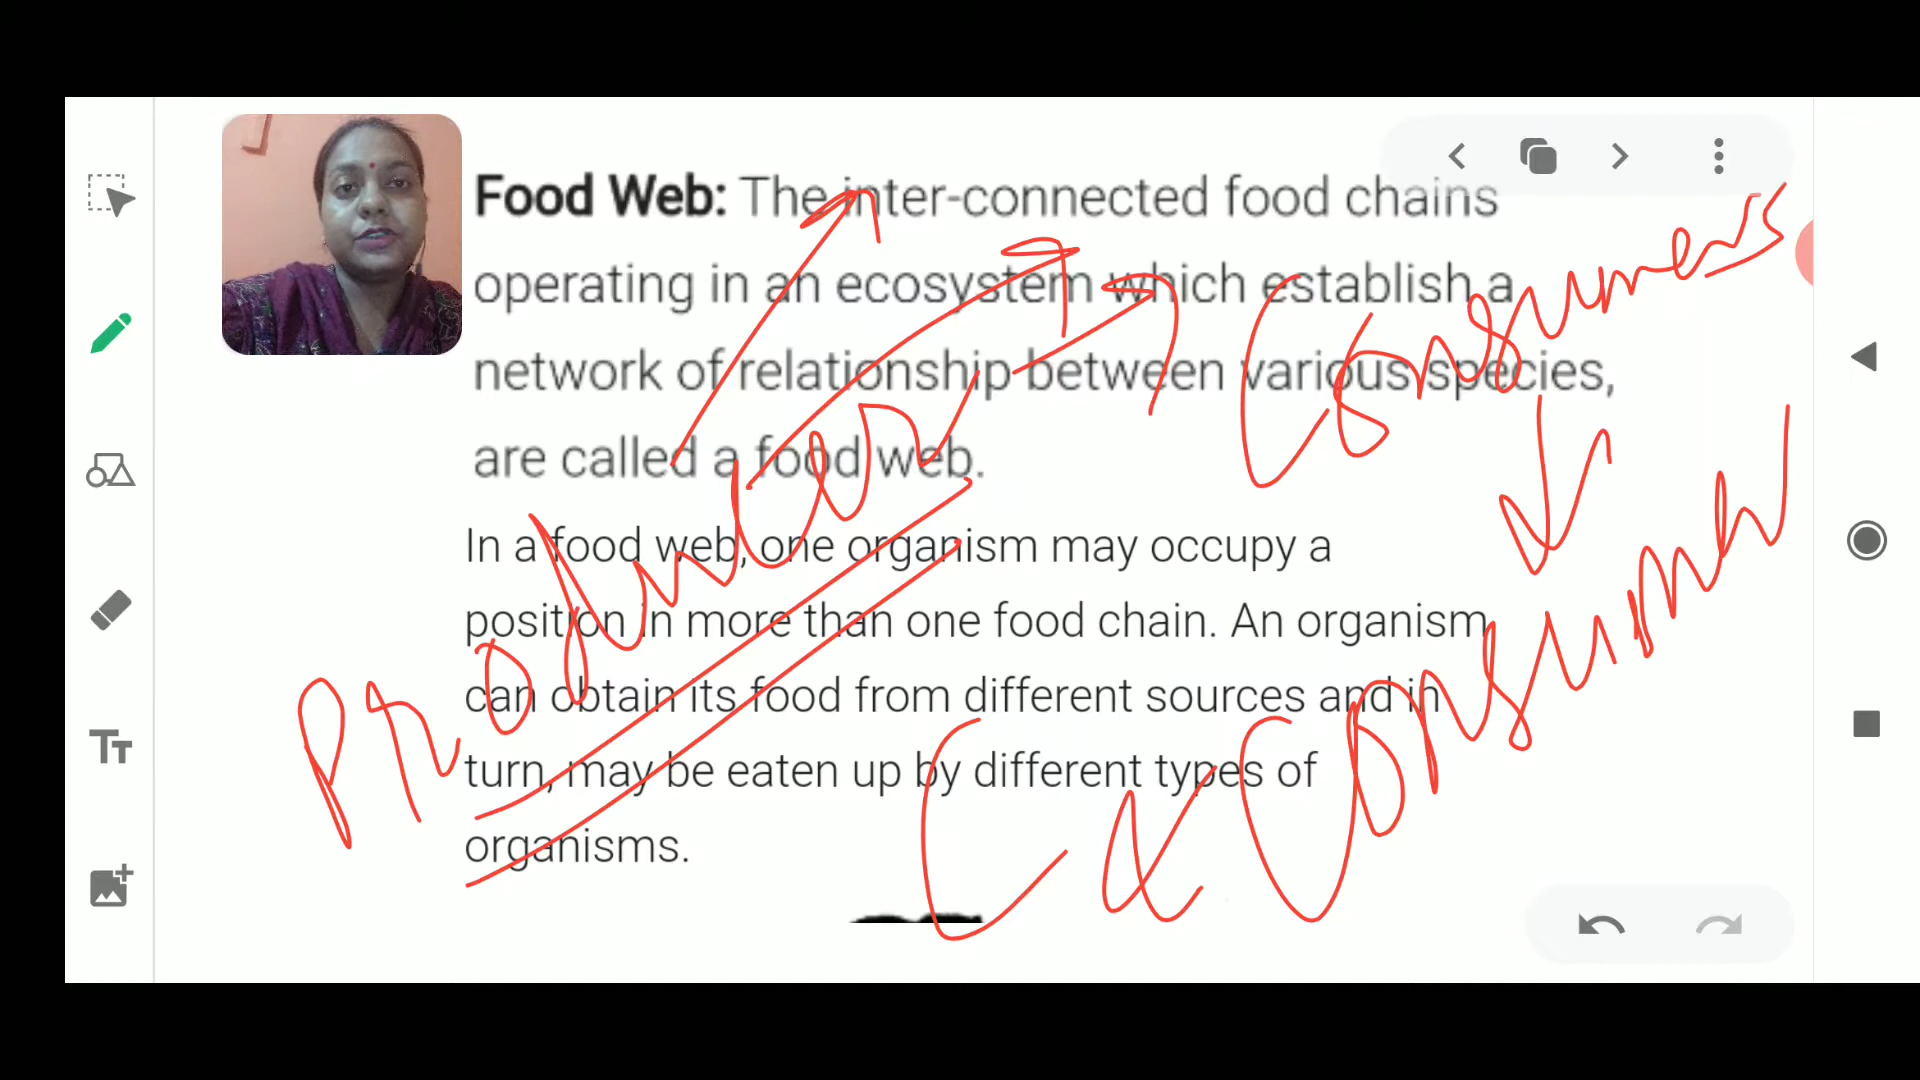 Food Web: The inter-connected food chains
operating in an ecosystem which establish a
network of relationship between various species,
are called a food web.
In a food web, one organism may occupy a
position in more than one food chain. An organism
can obtain its food from different sources and in
turn, may be eaten up by different types of
organisms.
Producer
Consumers
Consumer
Tt